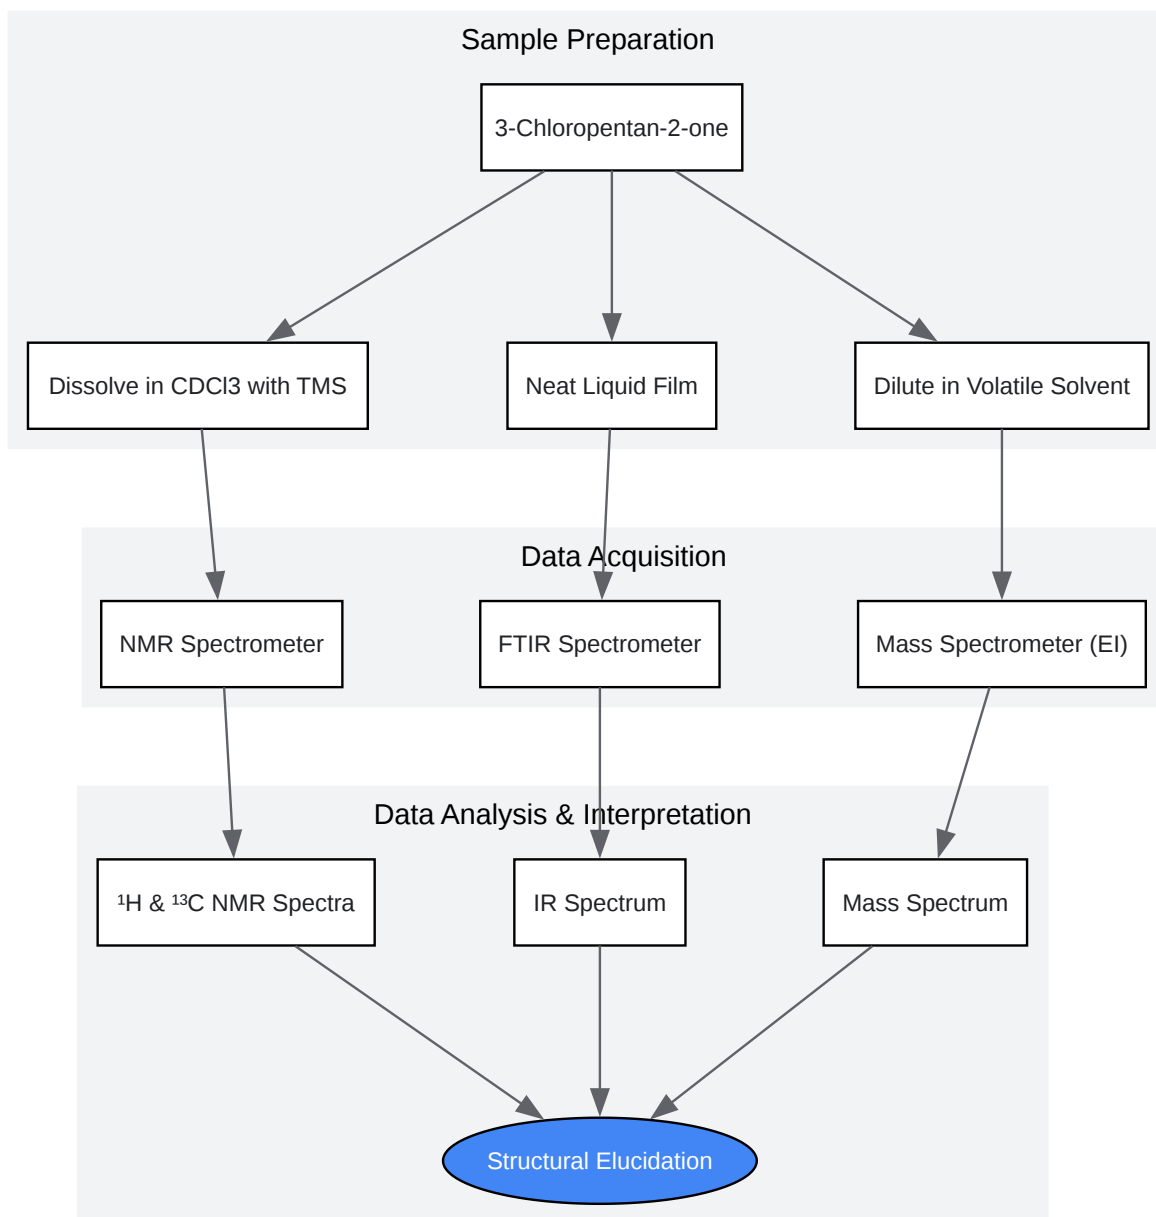 Sample Preparation
3-Chloropentan-2-one
Dissolve in CDCl3 with TMS
Neat Liquid Film
Dilute in Volatile Solvent
Data Acquisition
NMR Spectrometer
FTIR Spectrometer
Mass Spectrometer (EI)
Data Analysis & Interpretation
¹H & ¹³C NMR Spectra
IR Spectrum
Mass Spectrum
Structural Elucidation